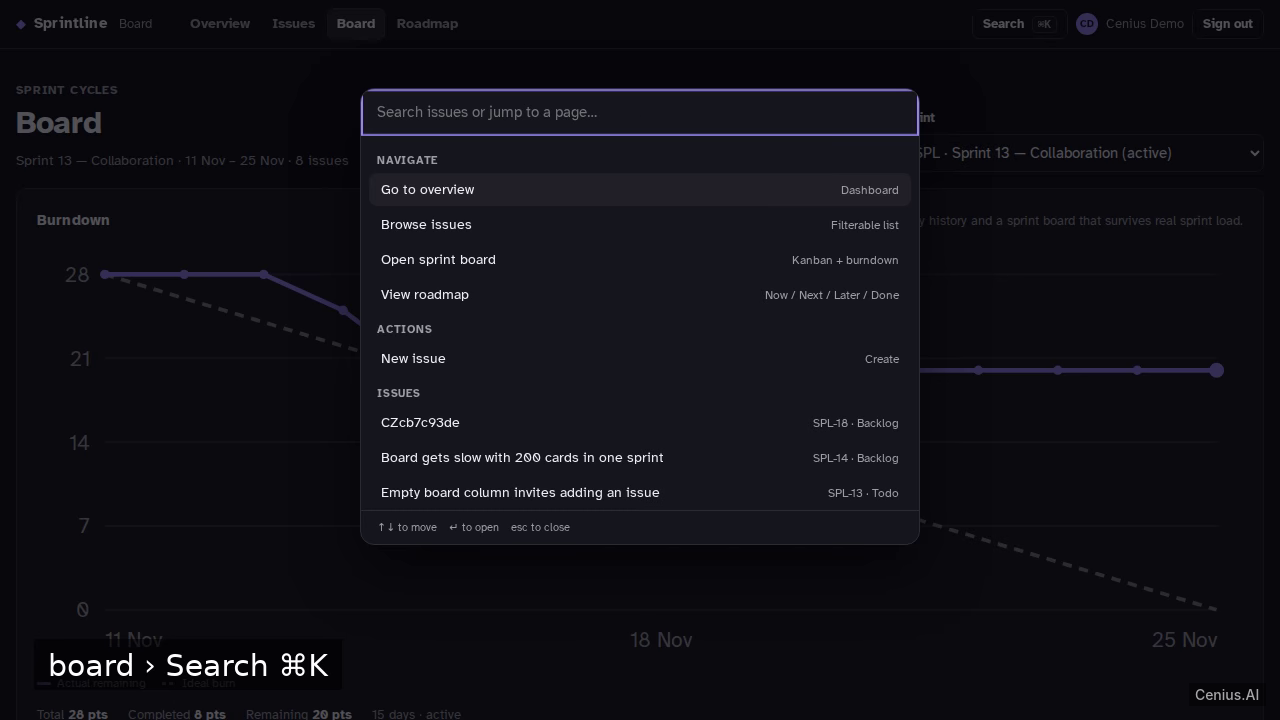 ◆ Sprintline Board Overview Issues Board Roadmap Search ⌘K CD Cenius Demo Sign out
SPRINT CYCLES
Board
Sprint 13 — Collaboration · 11 Nov – 25 Nov · 8 issues
int
SPL · Sprint 13 — Collaboration (active)
Search issues or jump to a page...
NAVIGATE
Go to overview Dashboard
Browse issues Filterable list
Open sprint board Kanban + burndown
View roadmap Now / Next / Later / Done
ACTIONS
New issue Create
ISSUES
CZcb7c93de SPL-18 · Backlog
Board gets slow with 200 cards in one sprint SPL-14 · Backlog
Empty board column invites adding an issue SPL-13 · Todo
↑↓ to move ↵ to open esc to close
Burndown
y history and a sprint board that survives real sprint load.
28
21
14
7
0
11 Nov 18 Nov 25 Nov
Actual remaining Ideal burn
board › Search ⌘K
Total 28 pts Completed 8 pts Remaining 20 pts 15 days · active
Cenius.AI